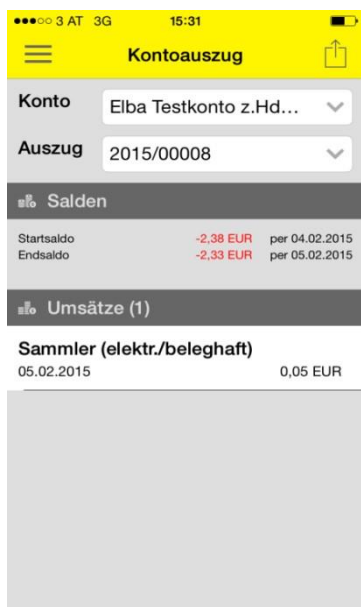 3 AT 3G 15:31
Kontoauszug
Konto Elba Testkonto z.Hd...
Auszug 2015/00008
Salden
Startsaldo -2,38 EUR per 04.02.2015
Endsaldo -2,33 EUR per 05.02.2015
Umsätze (1)
Sammler (elektr./beleghaft)
05.02.2015 0,05 EUR